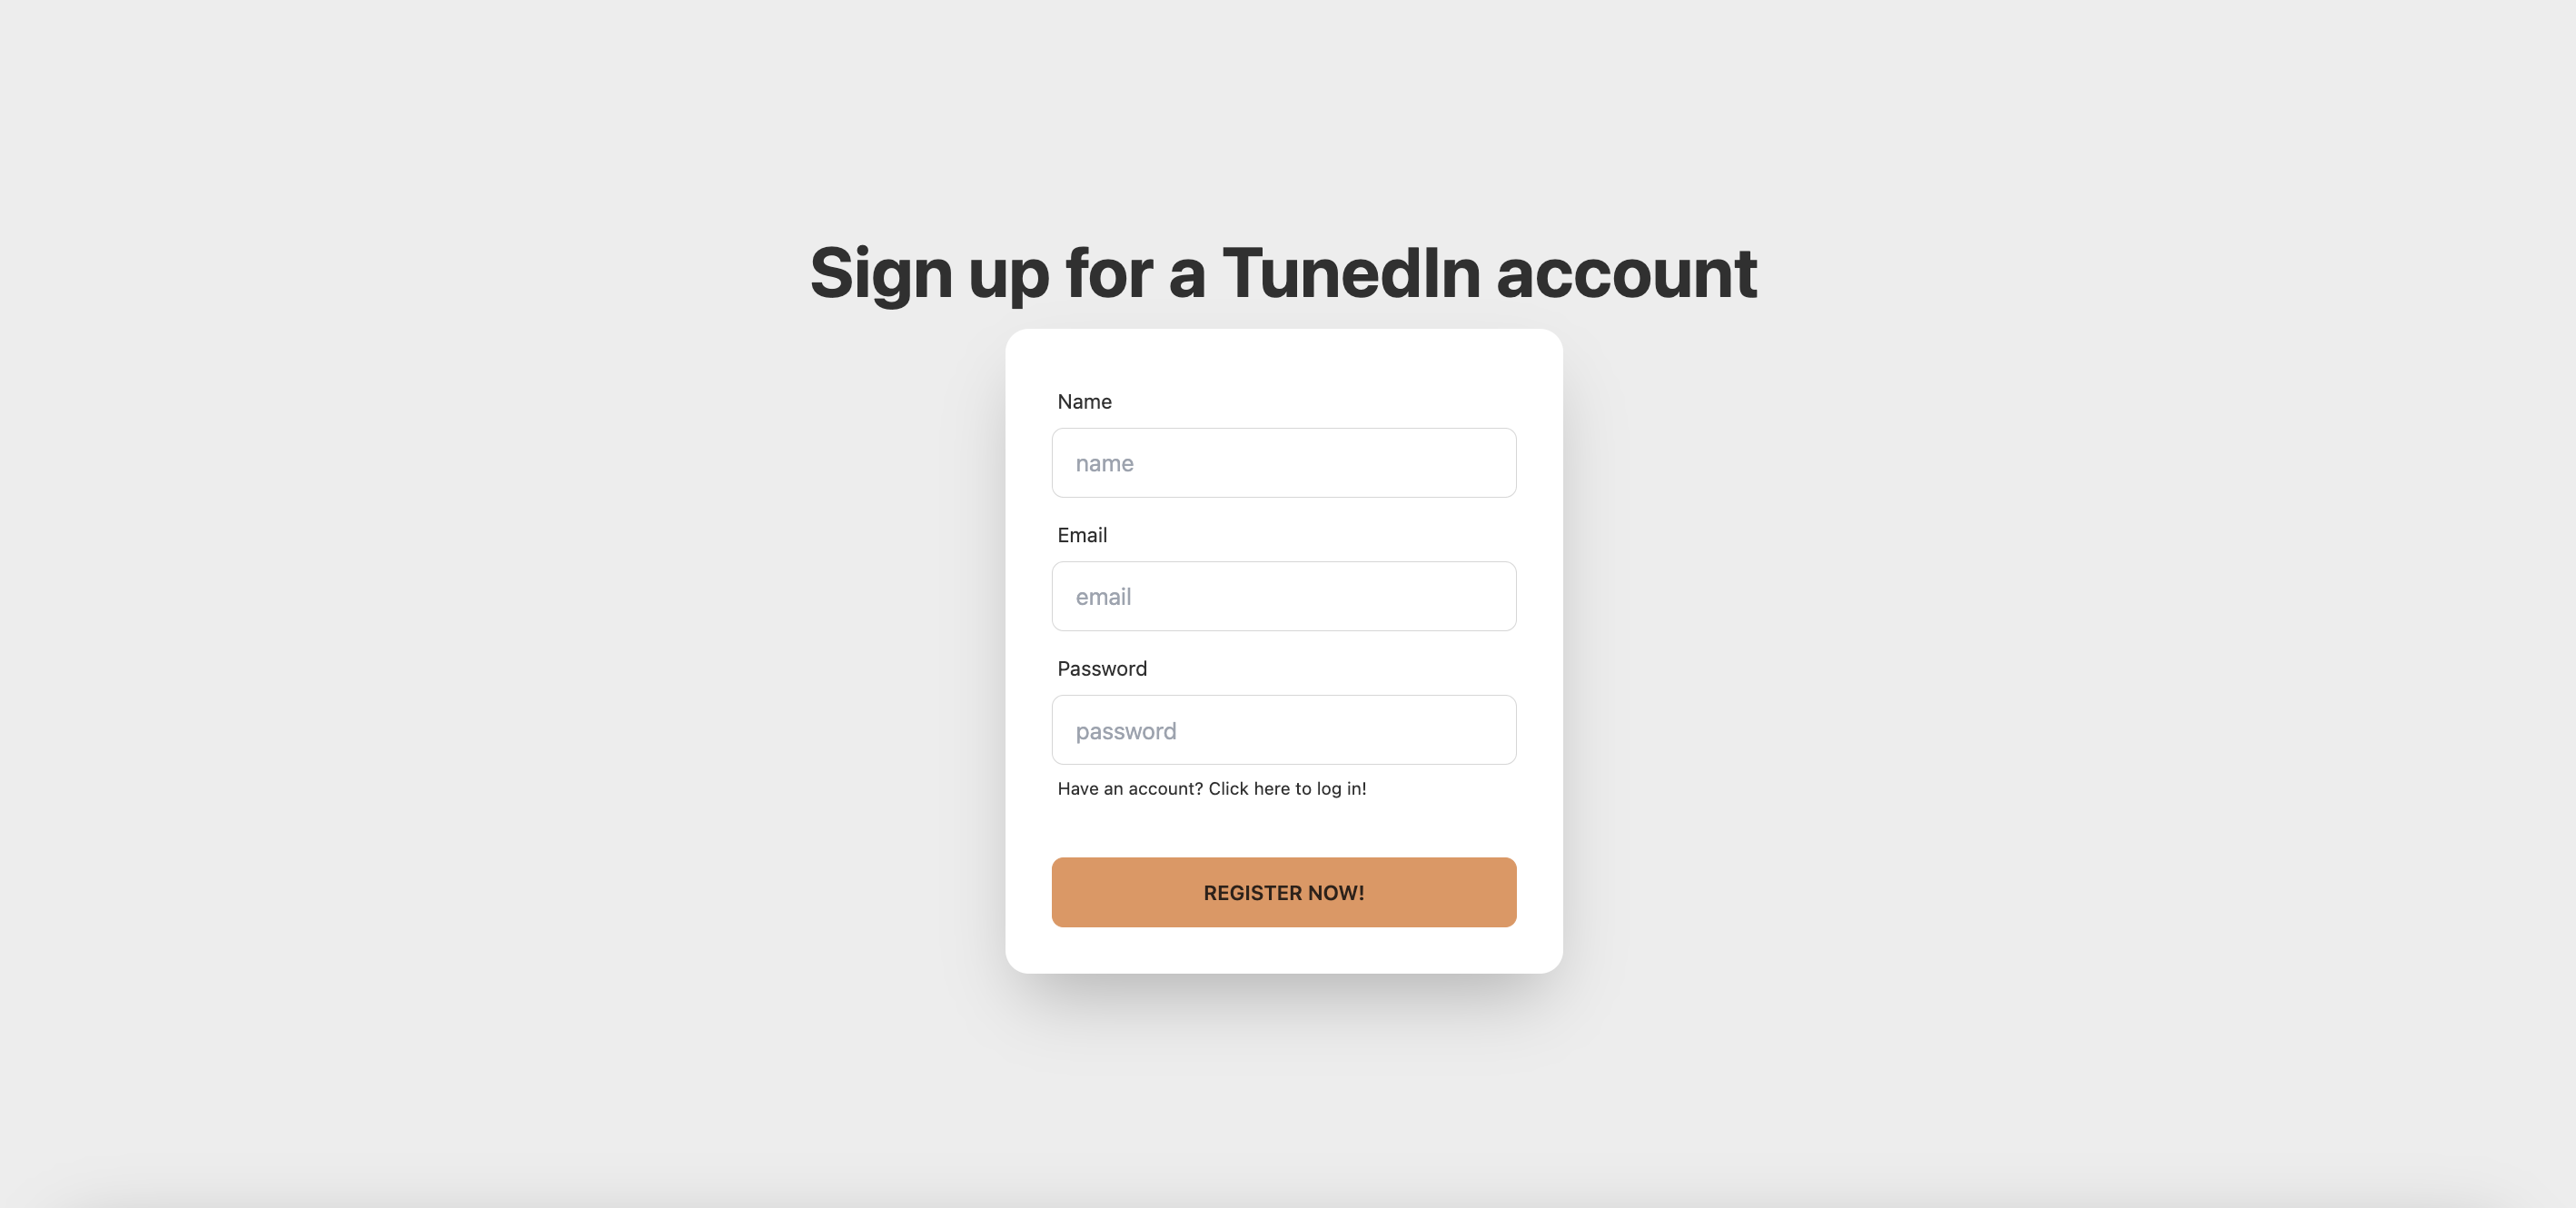 Sign up for a TunedIn account
Name
name
Email
email
Password
password
Have an account? Click here to log in!
REGISTER NOW!